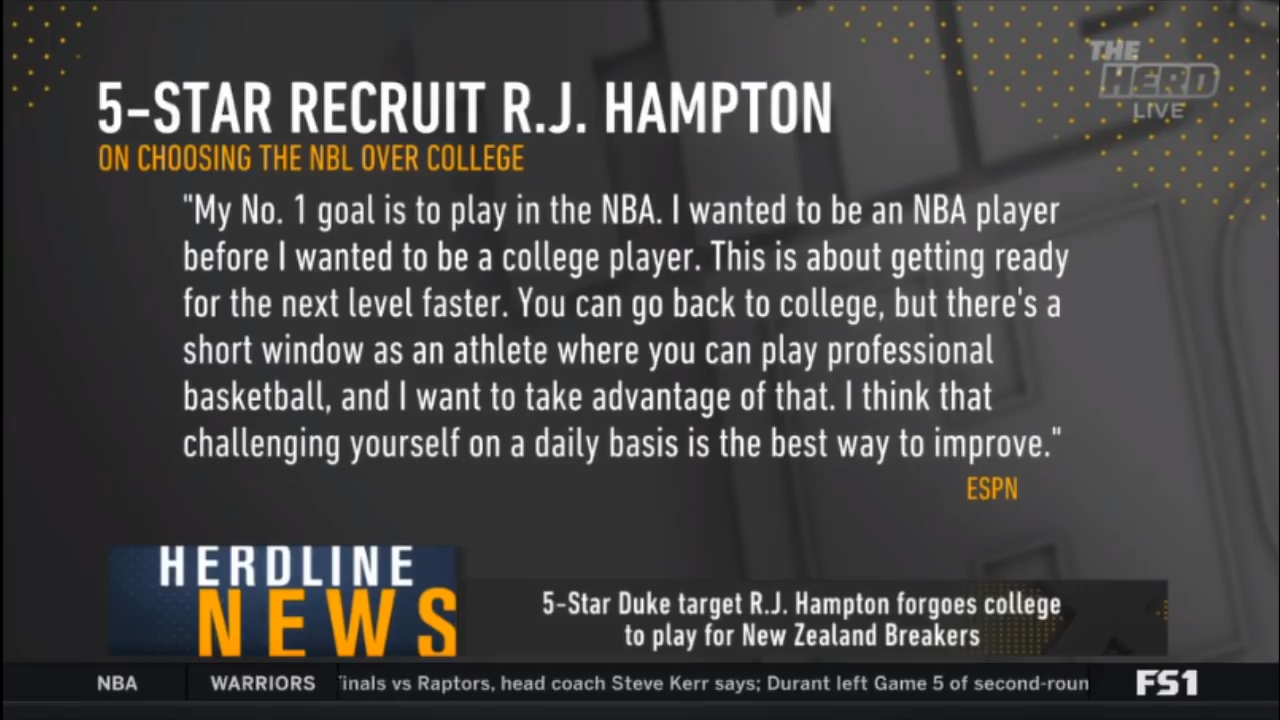 THE
HERD
LIVE
5-STAR RECRUIT R.J. HAMPTON
ON CHOOSING THE NBL OVER COLLEGE
"My No. 1 goal is to play in the NBA. I wanted to be an NBA player
before I wanted to be a college player. This is about getting ready
for the next level faster. You can go back to college, but there's a
short window as an athlete where you can play professional
basketball, and I want to take advantage of that. I think that
challenging yourself on a daily basis is the best way to improve."
ESPN
HERDLINE
NEWS
5-Star Duke target R.J. Hampton forgoes college
to play for New Zealand Breakers
NBA WARRIORS inals vs Raptors, head coach Steve Kerr says; Durant left Game 5 of second-roun FS1